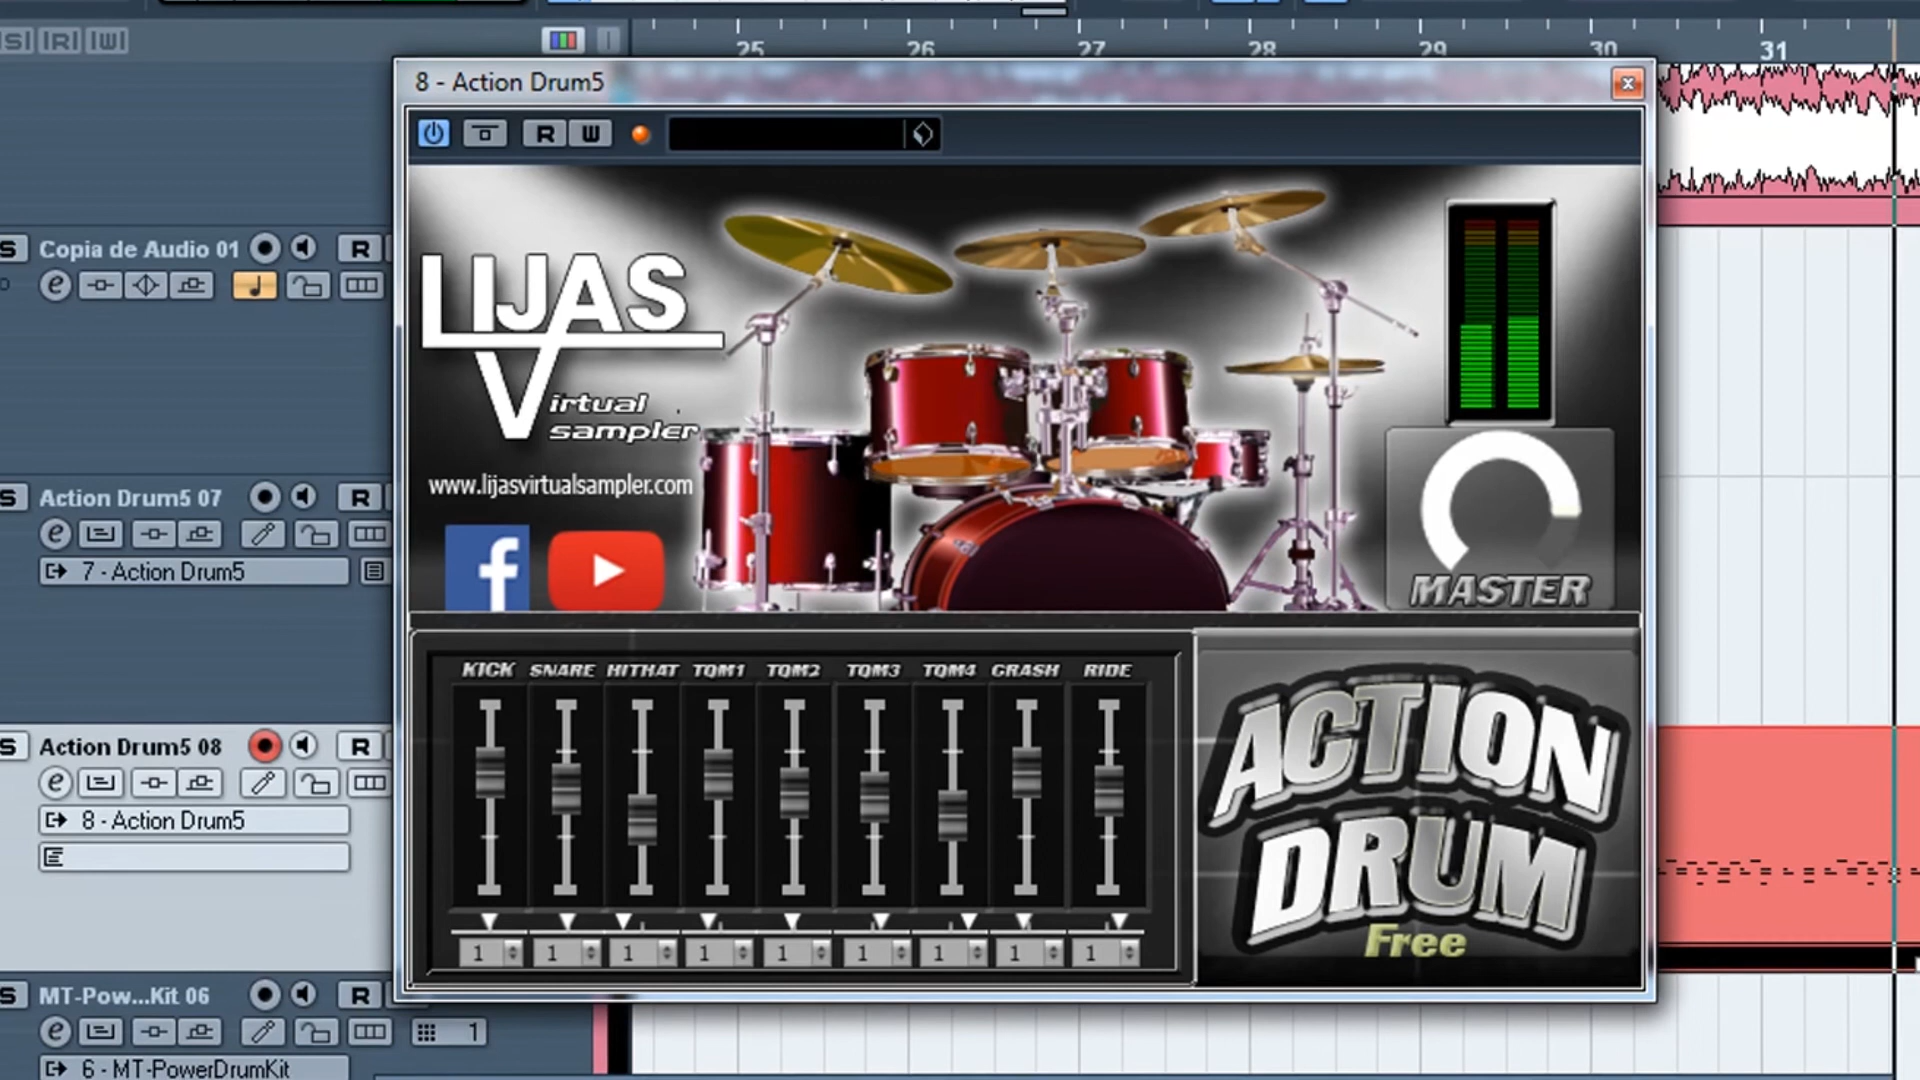 S R W
25 26 27 28 29 30 31
8 - Action Drum5
R W
S Copia de Audio 01 R
e
LIJAS
Virtual
sampler
www.lijasvirtualsampler.com
f
MASTER
S Action Drum5 07 R
e
7 - Action Drum5
KICK SNARE HITHAT TOM1 TOM2 TOM3 TOM4 CRASH RIDE
1 1 1 1 1 1 1 1 1
ACTION
DRUM
Free
S Action Drum5 08 R
e
8 - Action Drum5
S MT-Pow...Kit 06 R
e 1
6 - MT-PowerDrumKit